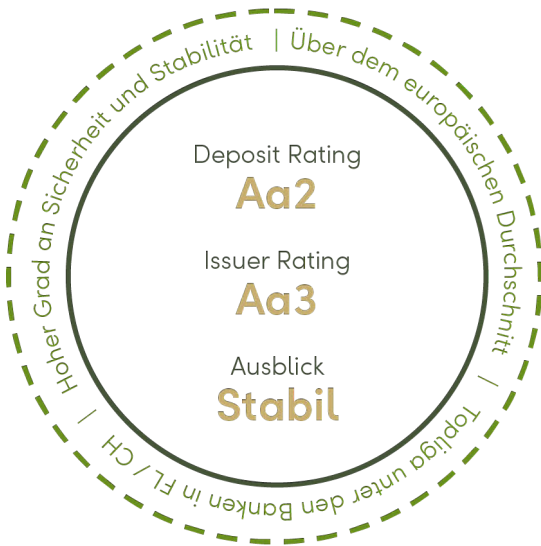 Hoher Grad an Sicherheit und Stabilität |
Über dem europäischen Durchschnitt |
Topliga unter den Banken in FL / CH |
Deposit Rating
Aa2
Issuer Rating
Aa3
Ausblick
Stabil